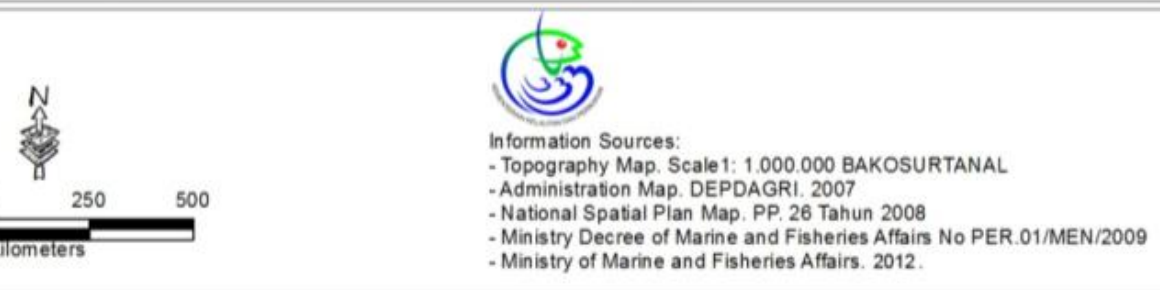 N
250 500
ilometers
Information Sources:
- Topography Map. Scale1: 1.000.000 BAKOSURTANAL
- Administration Map. DEPDAGRI. 2007
- National Spatial Plan Map. PP. 26 Tahun 2008
- Ministry Decree of Marine and Fisheries Affairs No PER.01/MEN/2009
- Ministry of Marine and Fisheries Affairs. 2012.